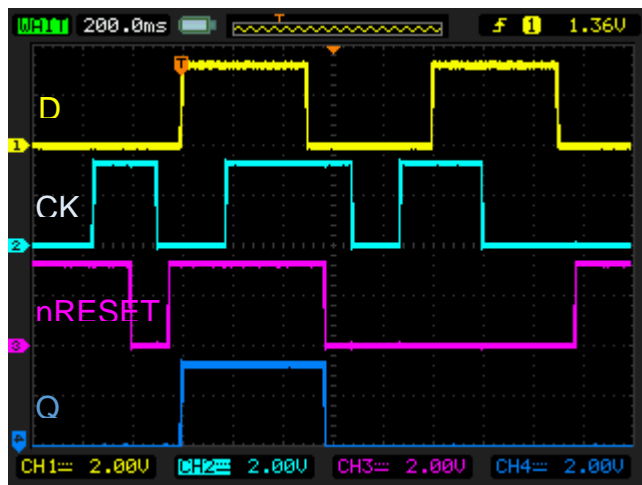 WAIT 200.0ms T ƒ 1 1.36V
T
D
1
CK
2
nRESET
3
Q
4
CH1 2.00V CH2 2.00V CH3 2.00V CH4 2.00V